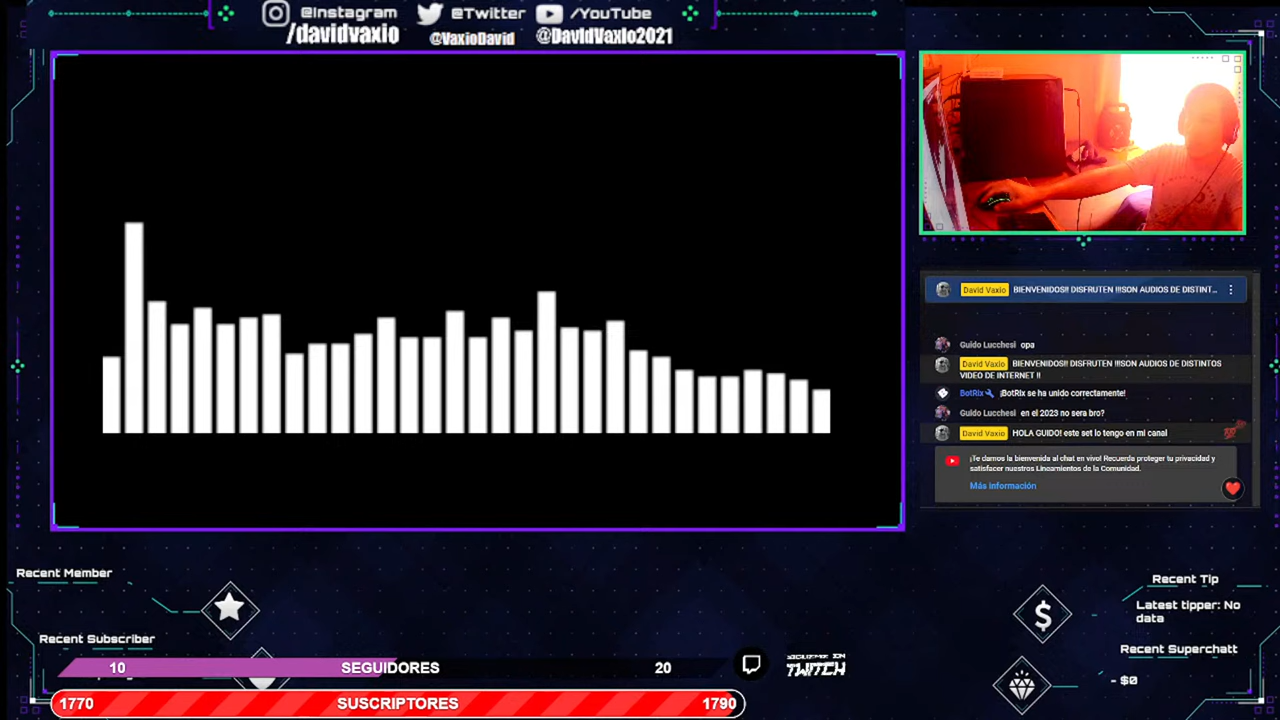 @Instagram
/davidvaxio
@Twitter
@VaxioDavid
/YouTube
@DavidVaxio2021
David Vaxio BIENVENIDOS!! DISFRUTEN !!!SON AUDIOS DE DISTINT...
Guido Lucchesi opa
David Vaxio BIENVENIDOS!! DISFRUTEN !!!SON AUDIOS DE DISTINTOS
VIDEO DE INTERNET !!
BotRix ¡BotRix se ha unido correctamente!
Guido Lucchesi en el 2023 no sera bro?
David Vaxio HOLA GUIDO! este set lo tengo en mi canal
¡Te damos la bienvenida al chat en vivo! Recuerda proteger tu privacidad y
satisfacer nuestros Lineamientos de la Comunidad.
Más información
Recent Member
Recent Subscriber
10 SEGUIDORES 20
SIGUEME EN
TWITCH
1770 SUSCRIPTORES 1790
Recent Tip
Latest tipper: No
data
Recent Superchatt
- $0